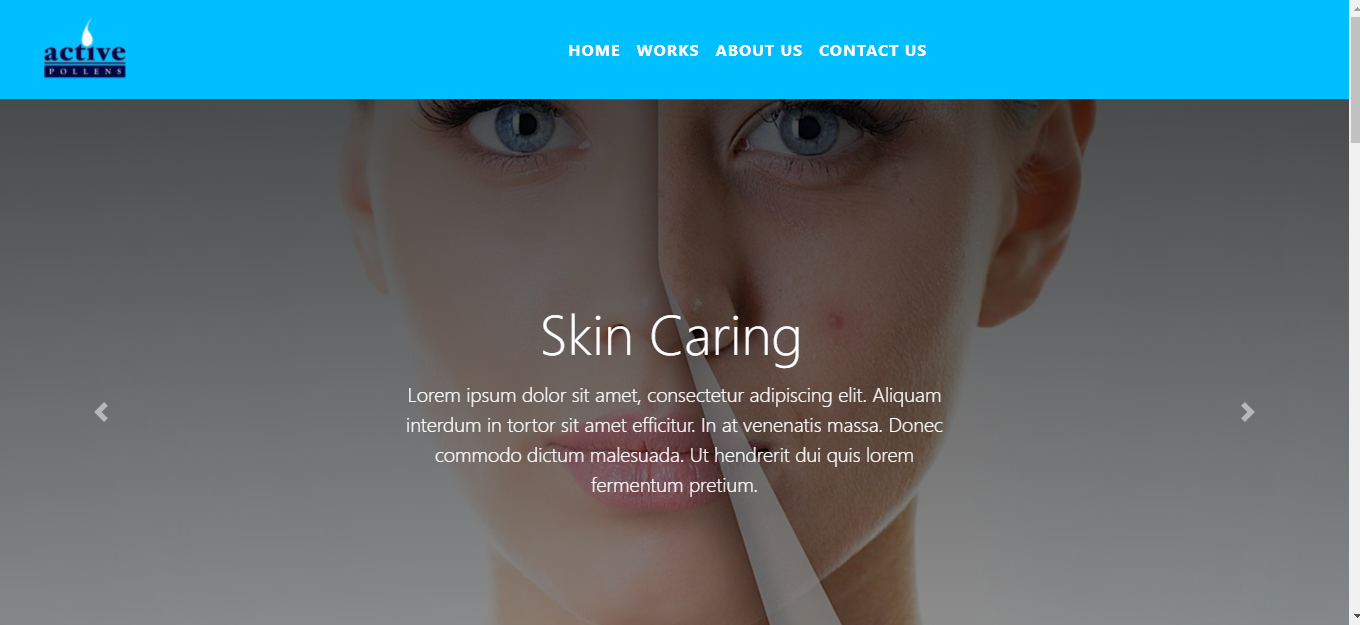 active
POLLENS
HOME WORKS ABOUT US CONTACT US
Skin Caring
Lorem ipsum dolor sit amet, consectetur adipiscing elit. Aliquam
interdum in tortor sit amet efficitur. In at venenatis massa. Donec
commodo dictum malesuada. Ut hendrerit dui quis lorem
fermentum pretium.